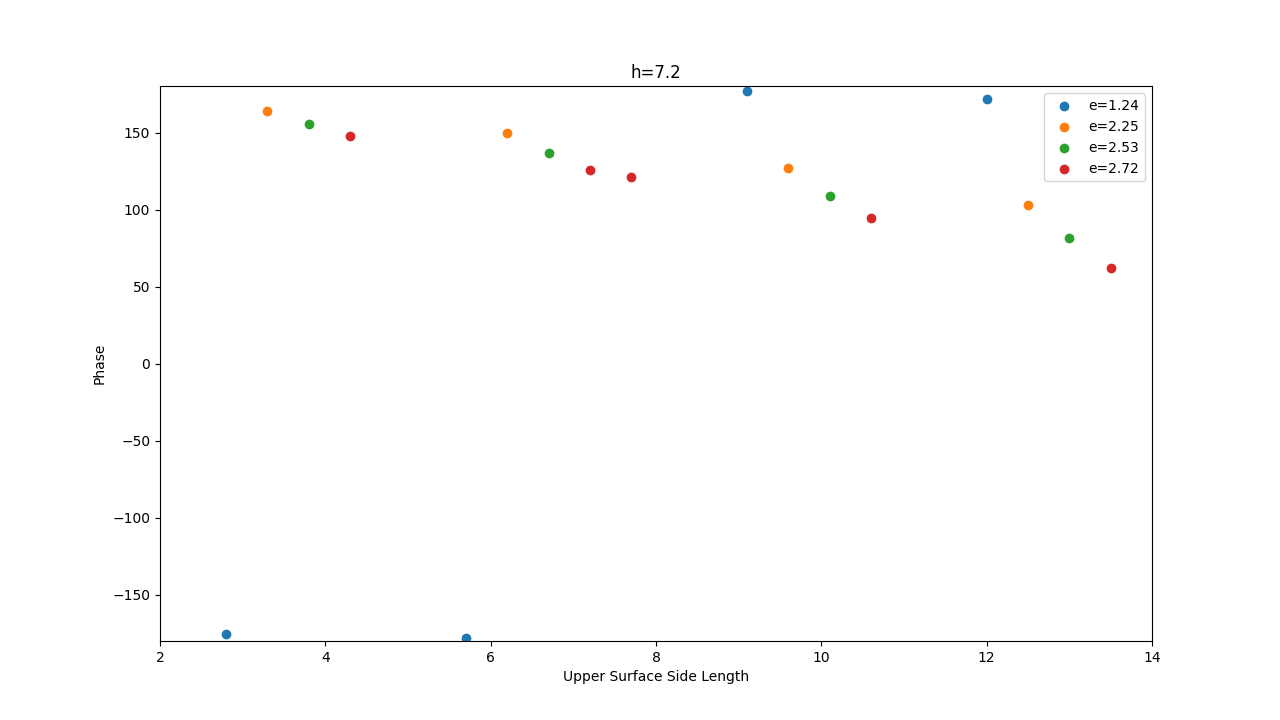 h=7.2
e=1.24
e=2.25
e=2.53
e=2.72
150
100
50
0
−50
−100
−150
Phase
2 4 6 8 10 12 14
Upper Surface Side Length